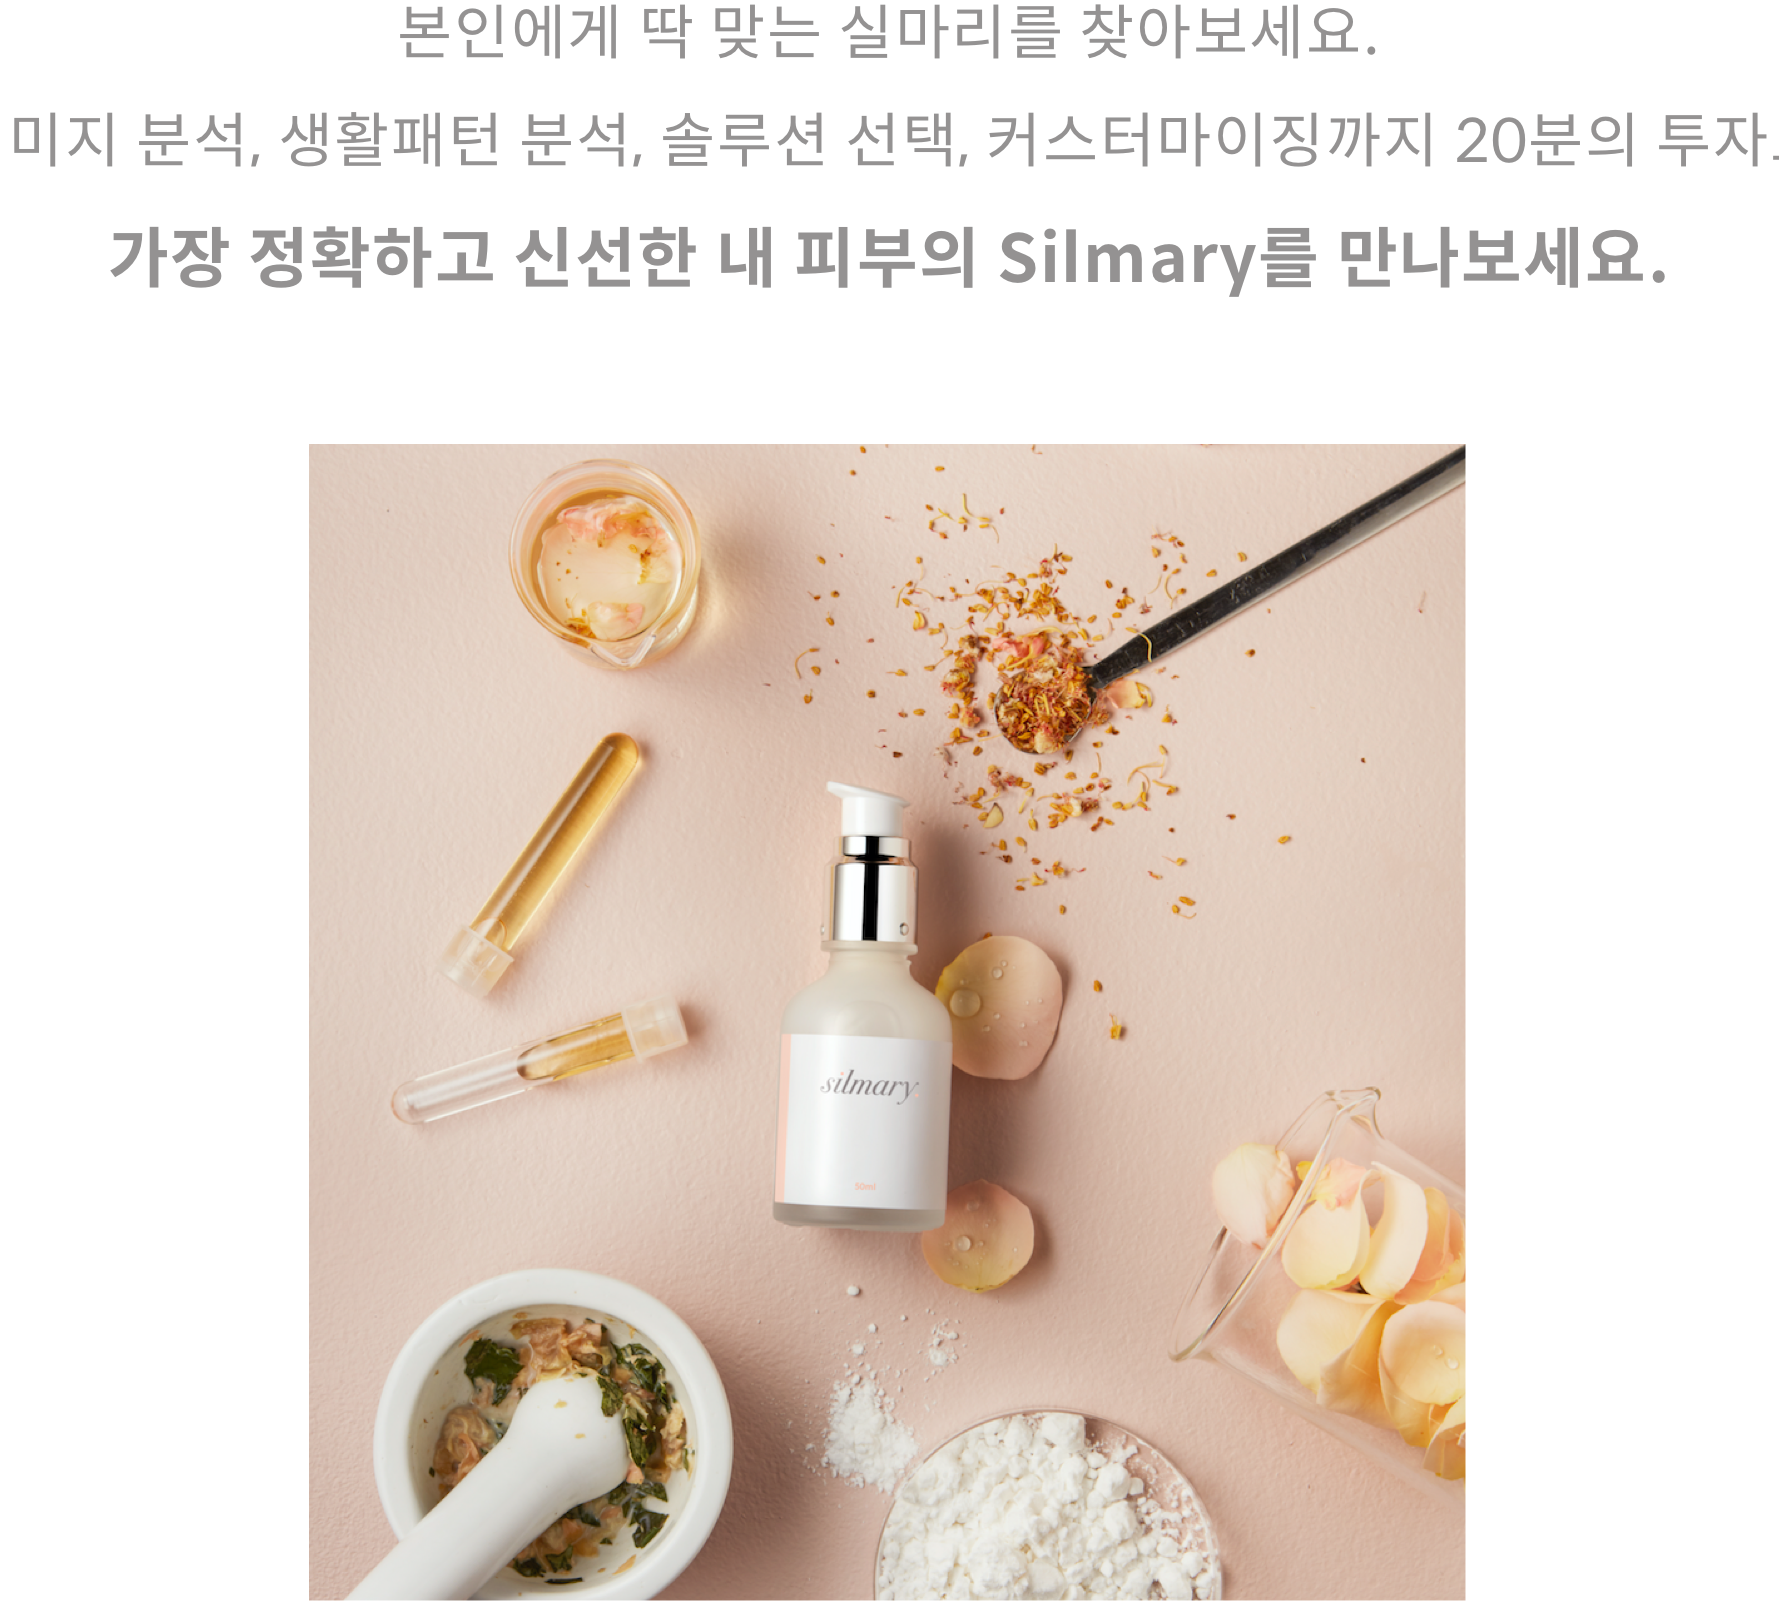 본인에게 딱 맞는 실마리를 찾아보세요.
미지 분석, 생활패턴 분석, 솔루션 선택, 커스터마이징까지 20분의 투자.
가장 정확하고 신선한 내 피부의 Silmary를 만나보세요.
silmary
50ml